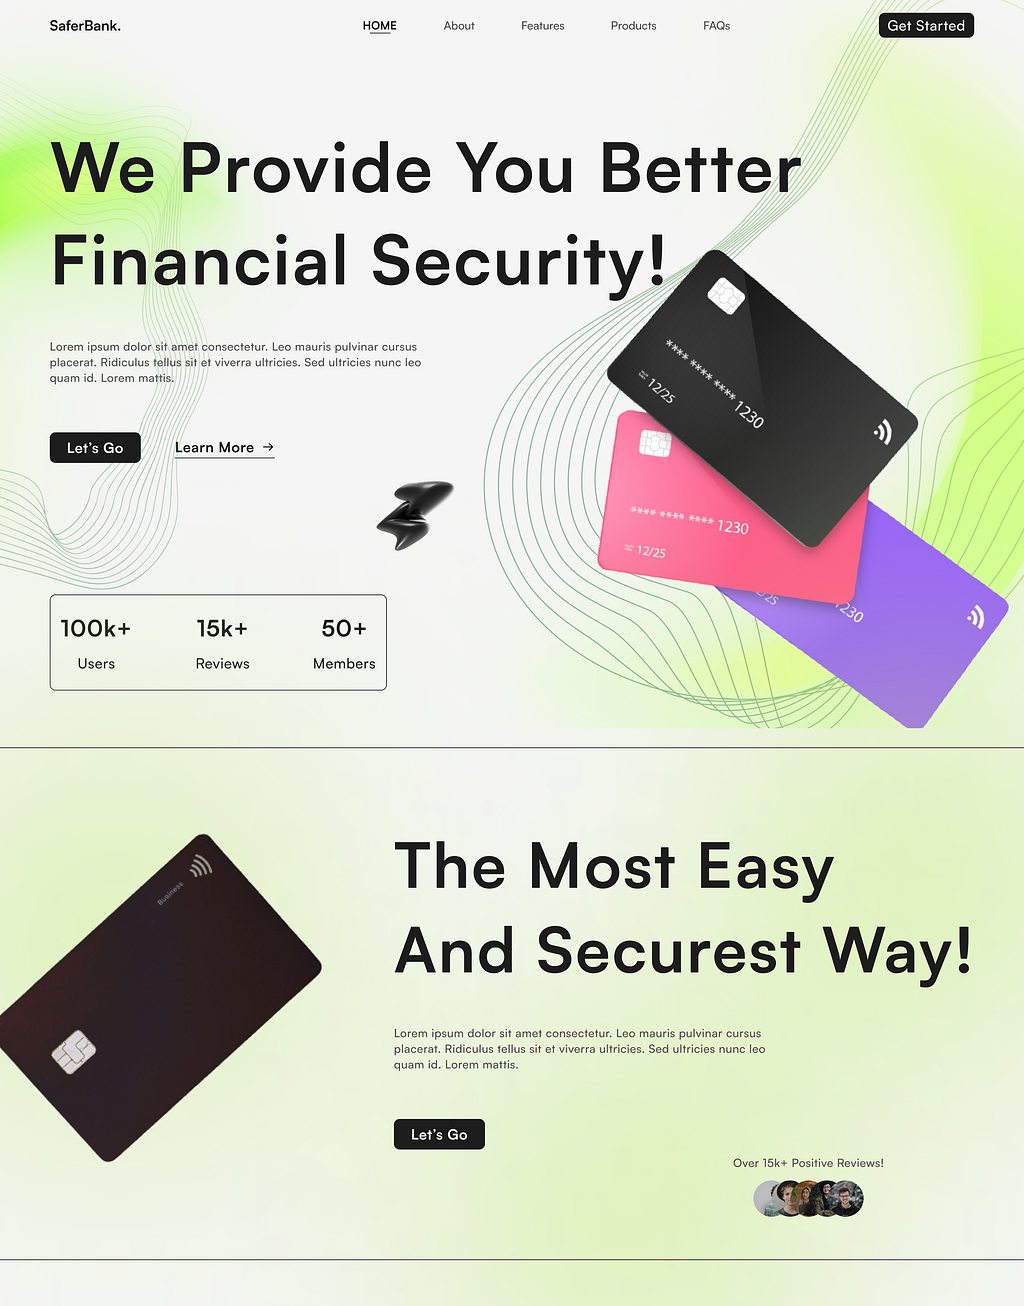 SaferBank.
HOME
About
Features
Products
FAQs
Get Started
We Provide You Better
Financial Security!
Lorem ipsum dolor sit amet consectetur. Leo mauris pulvinar cursus
placerat. Ridiculus tellus sit et viverra ultricies. Sed ultricies nunc leo
quam id. Lorem mattis.
Let's Go
Learn More →
**** **** **** 1230
12/25
**** **** **** 1230
12/25
1230
/25
100k+
15k+
50+
Users
Reviews
Members
Business
The Most Easy
And Securest Way!
Lorem ipsum dolor sit amet consectetur. Leo mauris pulvinar cursus
placerat. Ridiculus tellus sit et viverra ultricies. Sed ultricies nunc leo
quam id. Lorem mattis.
Let's Go
Over 15k+ Positive Reviews!